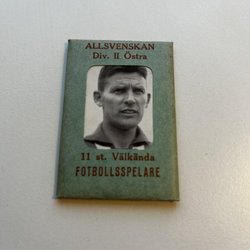 ALLSVENSKAN
Div. II Östra
11 st. Välkända
FOTBOLLSSPELARE